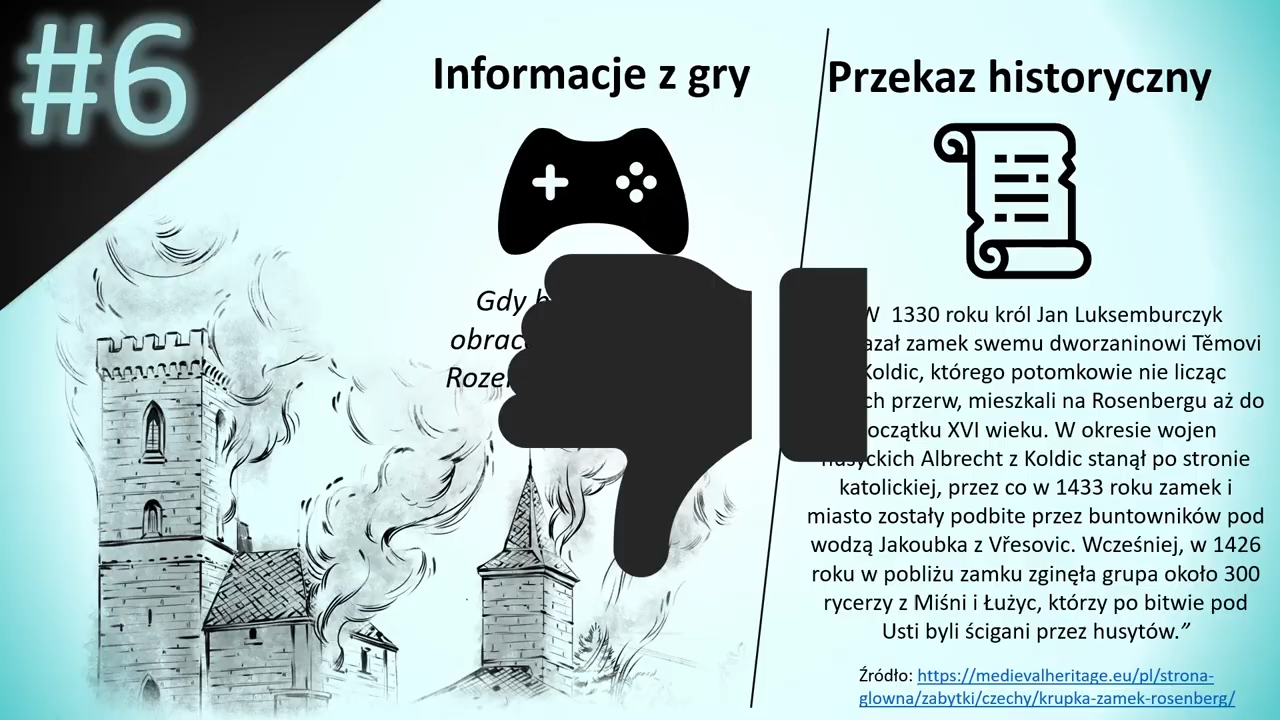 #6
Informacje z gry
Gdy
obrac
Przekaz historyczny
W 1330 roku król Jan Luksemburczyk
zamek swemu dworzaninowi Těmovi
Koldic, którego potomkowie nie licząc
przerw, mieszkali na Rosenbergu aż do
początku XVI wieku. W okresie wojen
husyckich Albrecht z Koldic stanął po stronie
katolickiej, przez co w 1433 roku zamek i
miasto zostały podbite przez buntowników pod
wodzą Jakoubka z Vřesovic. Wcześniej, w 1426
roku w pobliżu zamku zginęła grupa około 300
rycerzy z Miśni i Łużyc, którzy po bitwie pod
Usti byli ścigani przez husytów.”
Źródło: https://medievalheritage.eu/pl/strona-
glowna/zabytki/czechy/krupka-zamek-rosenberg/